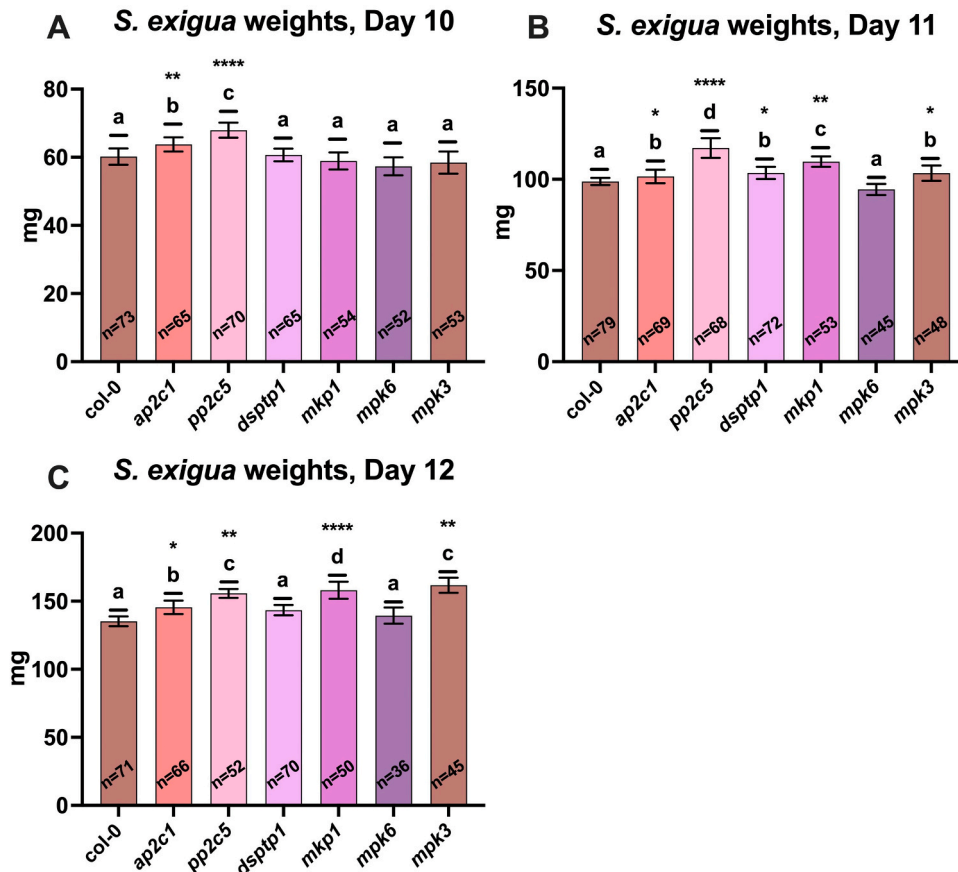 A
S. exigua weights, Day 10
80
60
40
20
0
mg
a
**
b
****
c
a
a
a
a
n=73
n=65
n=70
n=65
n=54
n=52
n=53
col-0
ap2c1
pp2c5
dsptp1
mkp1
mpk6
mpk3
B
S. exigua weights, Day 11
150
100
50
0
mg
a
*
b
****
d
*
b
**
c
a
*
b
n=79
n=69
n=68
n=72
n=53
n=45
n=48
col-0
ap2c1
pp2c5
dsptp1
mkp1
mpk6
mpk3
C
S. exigua weights, Day 12
200
150
100
50
0
mg
a
*
b
**
c
a
****
d
a
**
c
n=71
n=66
n=52
n=70
n=50
n=36
n=45
col-0
ap2c1
pp2c5
dsptp1
mkp1
mpk6
mpk3